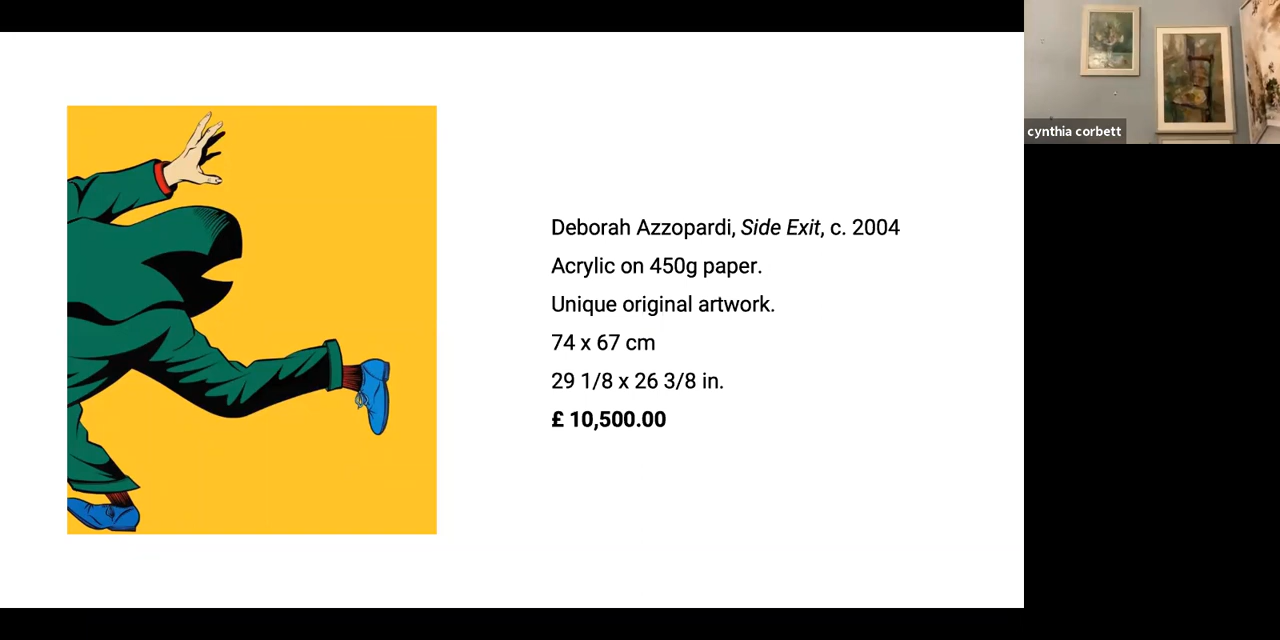 Deborah Azzopardi, Side Exit, c. 2004
Acrylic on 450g paper.
Unique original artwork.
74 x 67 cm
29 1/8 x 26 3/8 in.
£ 10,500.00
cynthia corbett